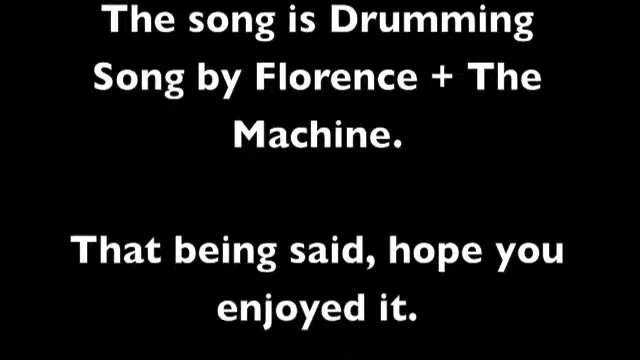 The song is Drumming
Song by Florence + The
Machine.
That being said, hope you
enjoyed it.